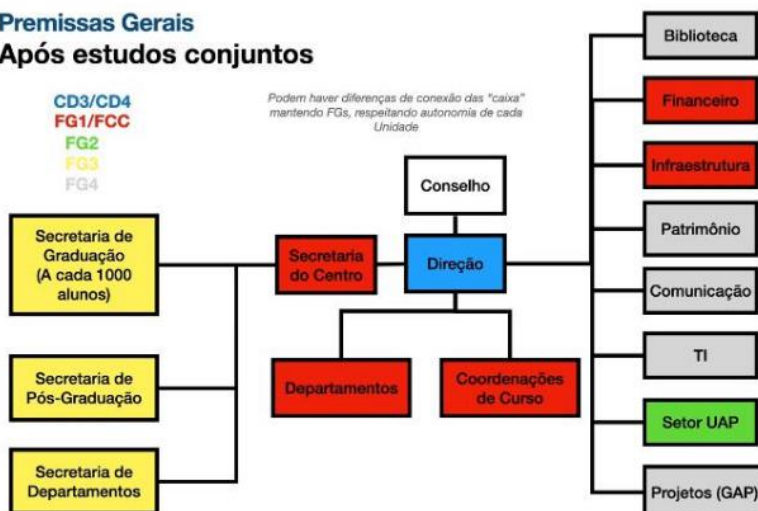 Premissas Gerais
Após estudos conjuntos
CD3/CD4
FG1/FCC
FG2
FG3
FG4
Podem haver diferenças de conexão das "caixa"
mantendo FGs, respeitando autonomia de cada
Unidade
Conselho
Secretaria de
Graduação
(A cada 1000
alunos)
Secretaria
do Centro
Direção
Secretaria de
Pós-Graduação
Departamentos
Coordenações
de Curso
Secretaria de
Departamentos
Biblioteca
Financeiro
Infraestrutura
Patrimônio
Comunicação
TI
Setor UAP
Projetos (GAP)